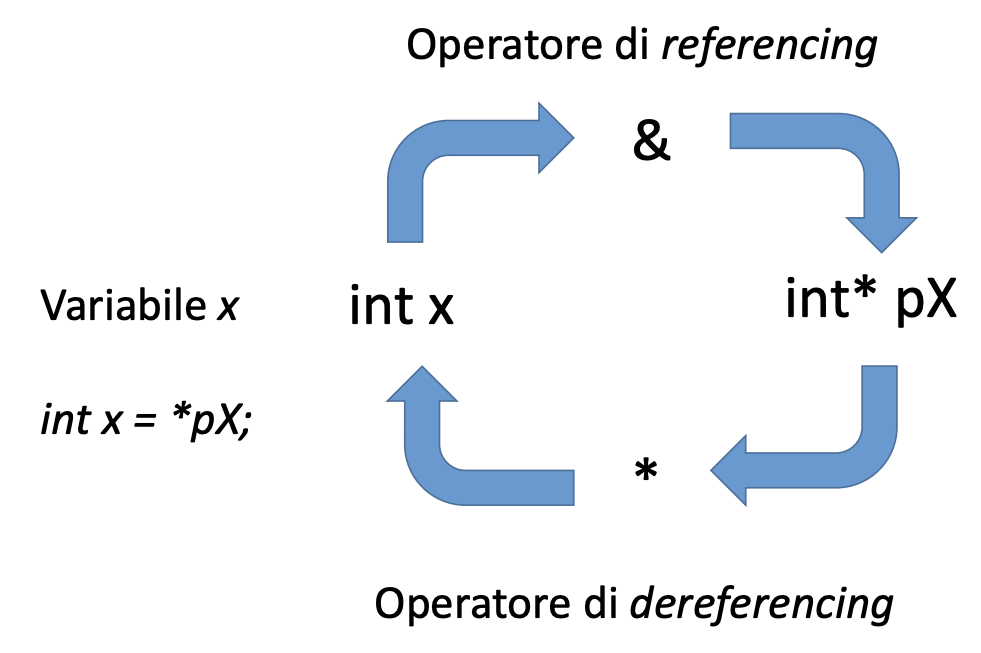 Operatore di referencing
&
Variabile x
int x
int* pX
int x = *pX;
*
Operatore di dereferencing